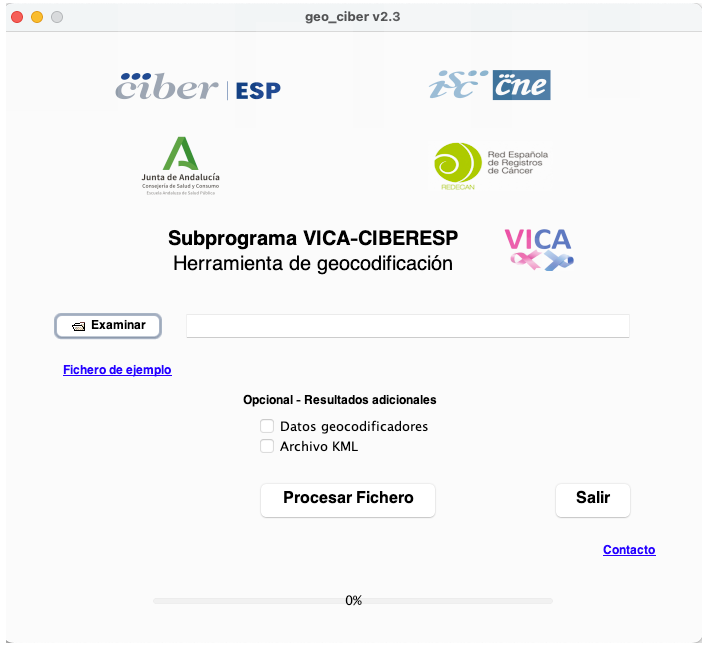 geo_ciber v2.3
ciber | ESP
isc cne
Junta de Andalucía
Consejería de Salud y Consumo
Escuela Andaluza de Salud Pública
Red Española
de Registros
de Cáncer
REDECAN
Subprograma VICA-CIBERESP
Herramienta de geocodificación
VICA
Examinar
Fichero de ejemplo
Opcional - Resultados adicionales
Datos geocodificadores
Archivo KML
Procesar Fichero
Salir
Contacto
0%